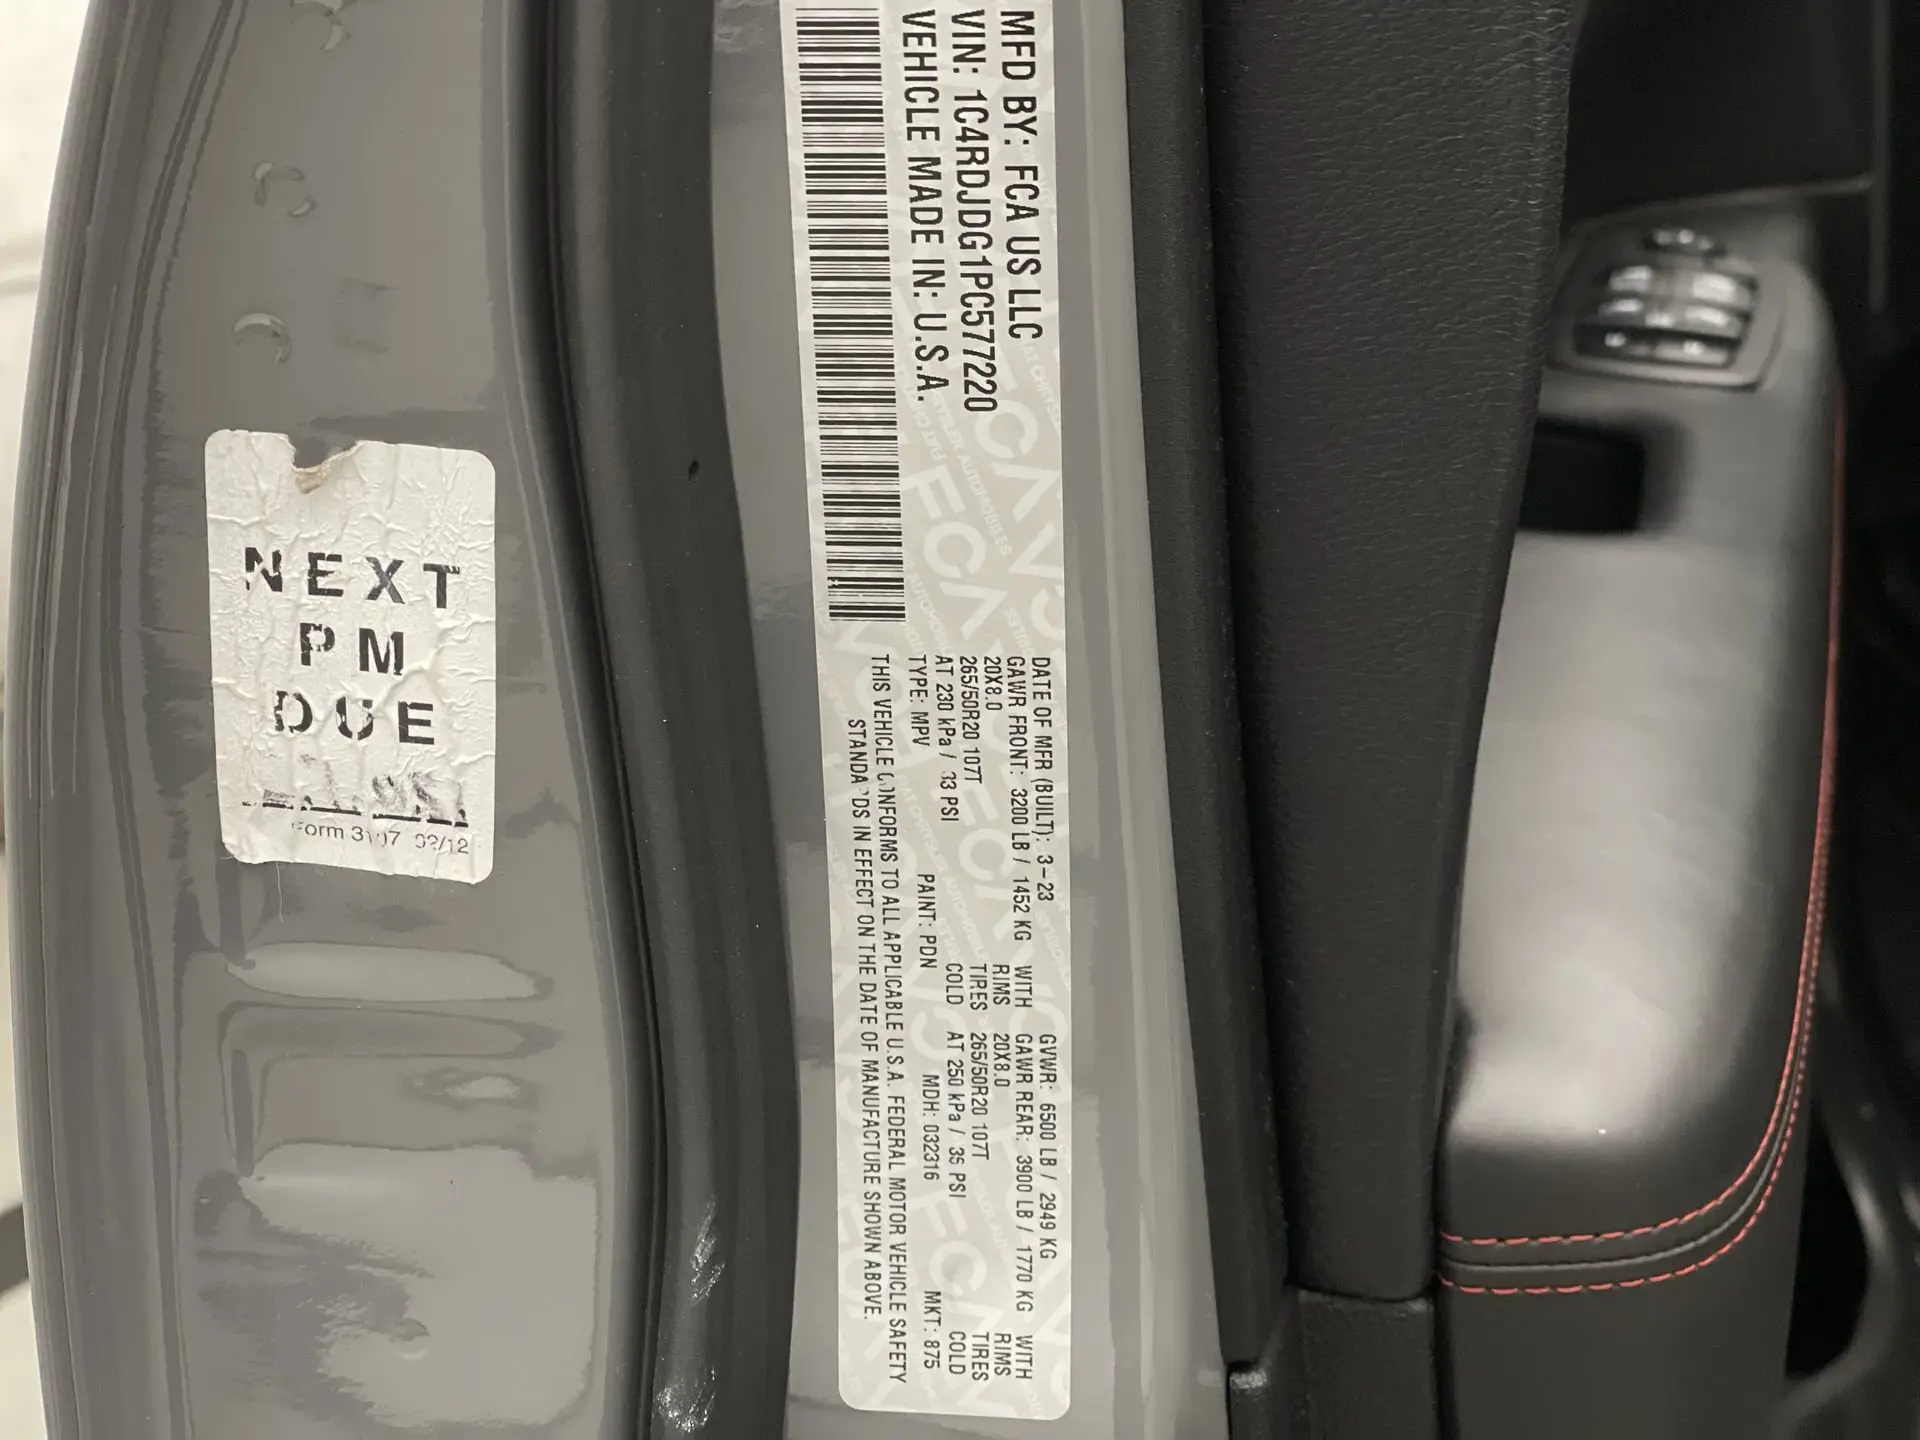 MFD BY: FCA US LLC
VIN: 1C4RDJDG1PC577220
VEHICLE MADE IN: U.S.A.
DATE OF MFR (BUILT): 3-23 GVWR: 6500 LB / 2949 KG
GAWR FRONT: 3200 LB / 1452 KG WITH GAWR REAR: 3900 LB / 1770 KG WITH
20X8.0 RIMS 20X8.0 RIMS
265/50R20 107T TIRES 265/50R20 107T TIRES
AT 230 kPa / 33 PSI COLD AT 250 kPa / 35 PSI COLD
TYPE: MPV PAINT: PDN MDH: 032316 MKT: 875
THIS VEHICLE CONFORMS TO ALL APPLICABLE U.S.A. FEDERAL MOTOR VEHICLE SAFETY
STANDARDS IN EFFECT ON THE DATE OF MANUFACTURE SHOWN ABOVE.
NEXT
PM
DUE
Form 02/12